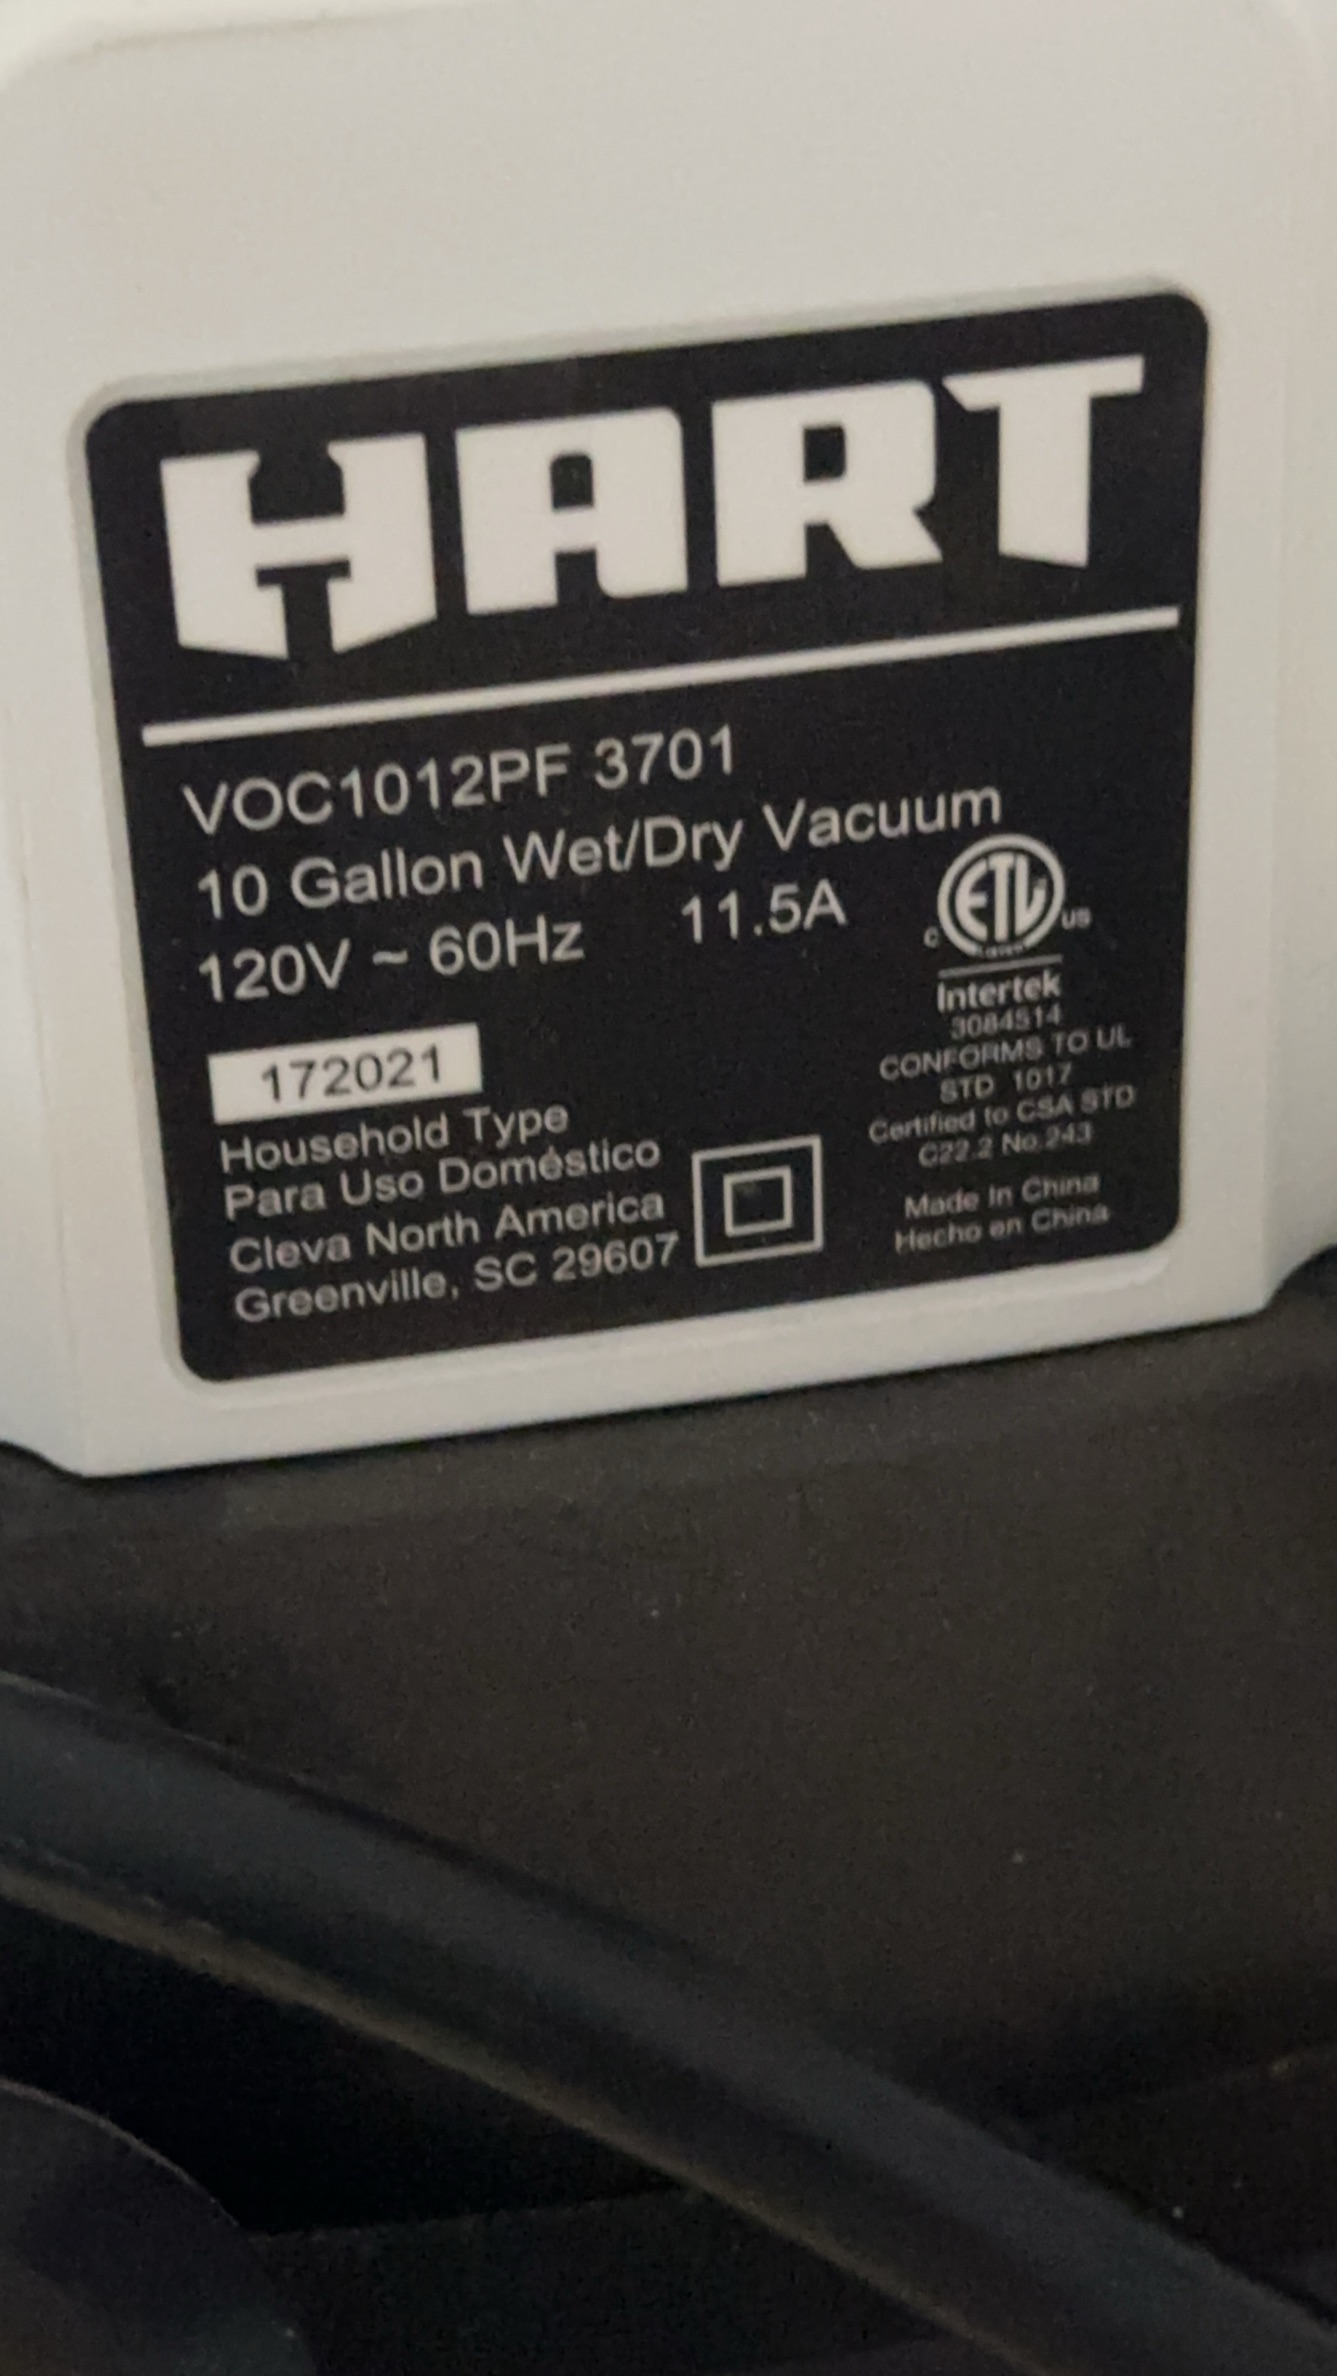 HART
VOC1012PF 3701
10 Gallon Wet/Dry Vacuum
120V ~ 60Hz 11.5A
172021
Household Type
Para Uso Doméstico
Cleva North America
Greenville, SC 29607
ETL
C US
Intertek
3084514
CONFORMS TO UL
STD 1017
Certified to CSA STD
C22.2 No.243
Made In China
Hecho en China